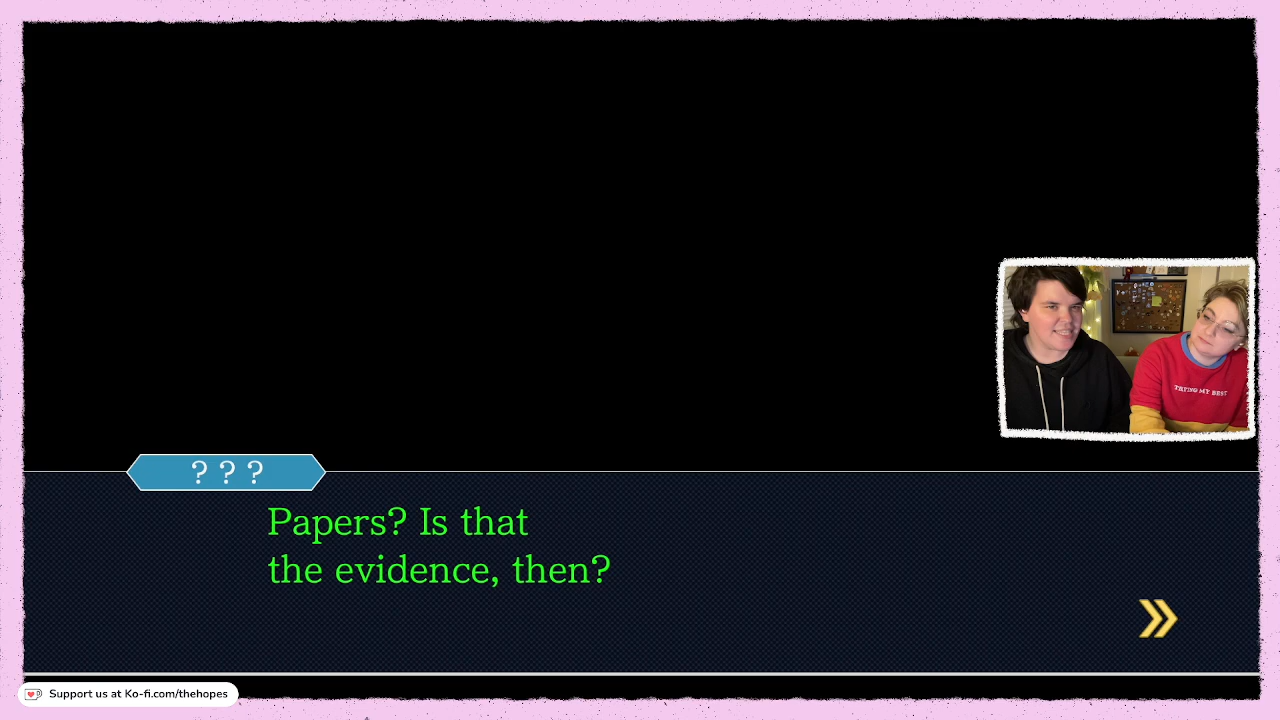 TRYING MY BEST
? ? ?
Papers? Is that
the evidence, then?
Support us at Ko-fi.com/thehopes